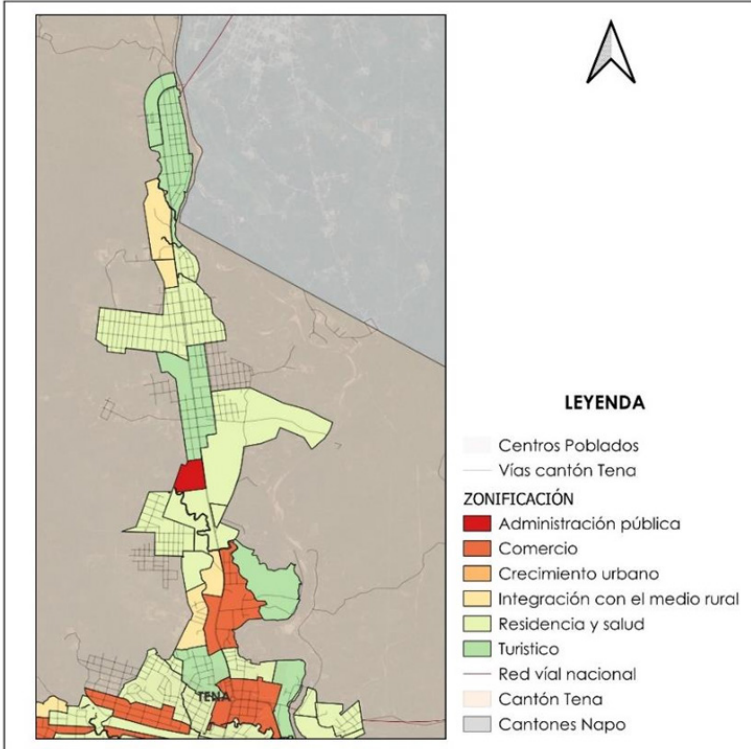 TENA
LEYENDA
Centros Poblados
Vías cantón Tena
ZONIFICACIÓN
Administración pública
Comercio
Crecimiento urbano
Integración con el medio rural
Residencia y salud
Turistico
Red víal nacional
Cantón Tena
Cantones Napo